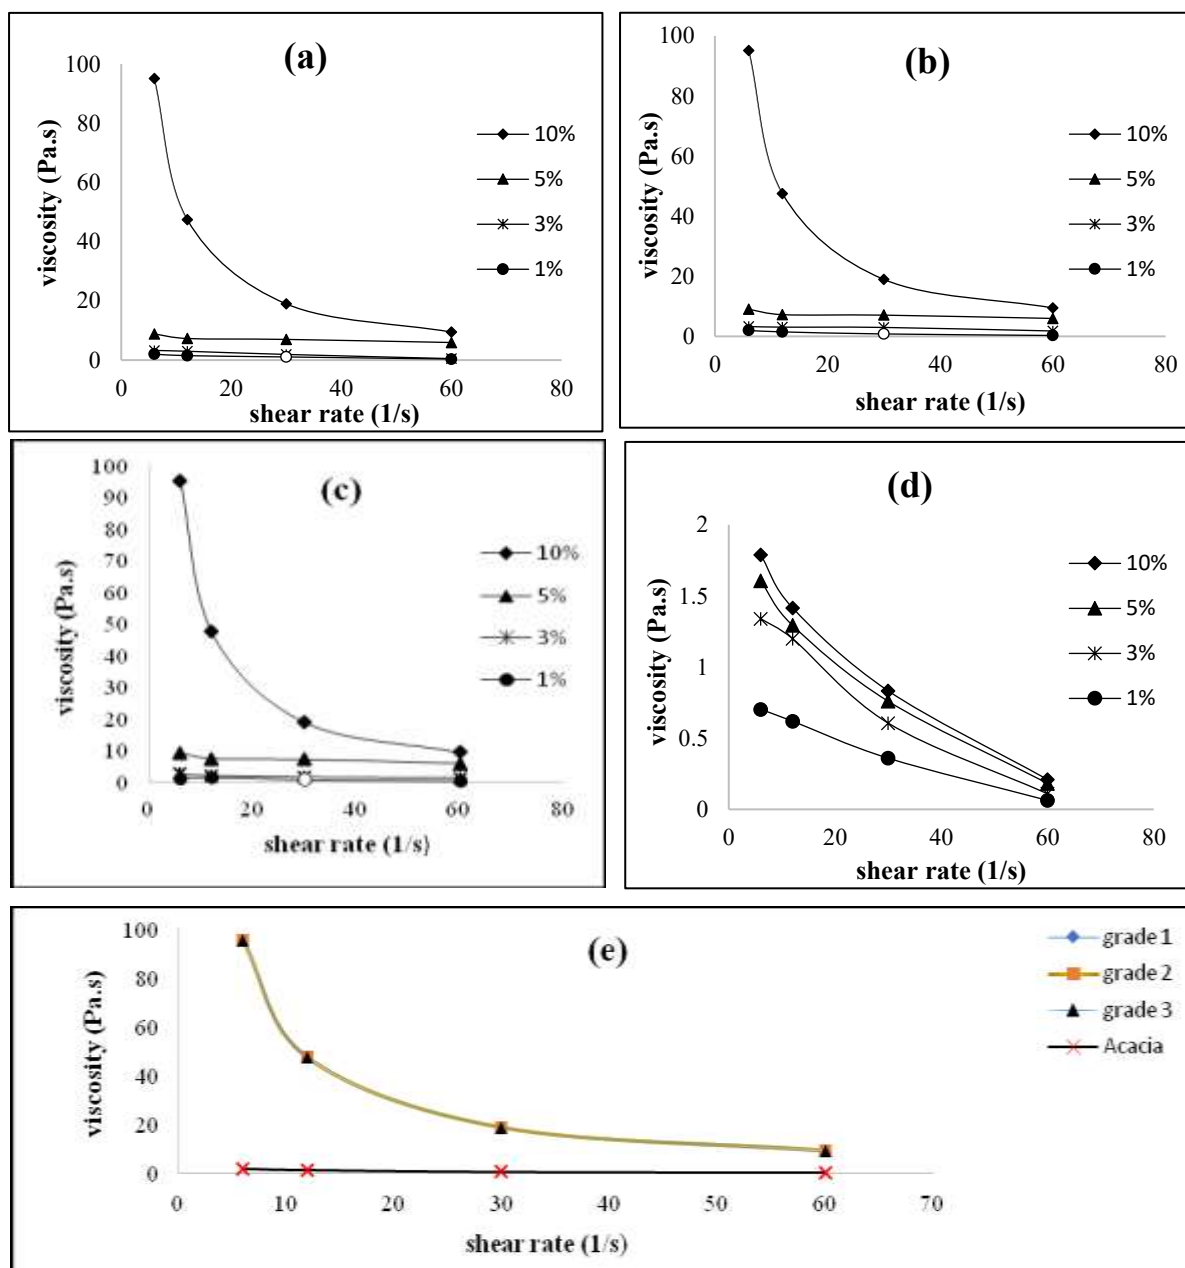 (a)
viscosity (Pa.s)
100
80
60
40
20
0
0 20 40 60 80
shear rate (1/s)
10%
5%
3%
1%
(b)
viscosity (Pa.s)
100
80
60
40
20
0
0 20 40 60 80
shear rate (1/s)
10%
5%
3%
1%
(c)
viscosity (Pa.s)
100
90
80
70
60
50
40
30
20
10
0
0 20 40 60 80
shear rate (1/s)
10%
5%
3%
1%
(d)
viscosity (Pa.s)
2
1.5
1
0.5
0
0 20 40 60 80
shear rate (1/s)
10%
5%
3%
1%
(e)
viscosity (Pa.s)
100
80
60
40
20
0
0 10 20 30 40 50 60 70
shear rate (1/s)
grade 1
grade 2
grade 3
Acacia